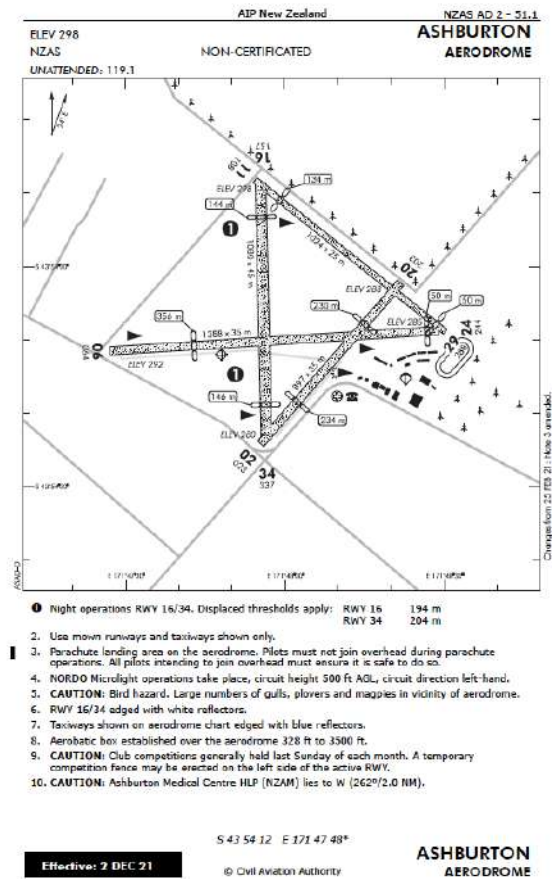 AIP New Zealand
NZAS AD 2 – 51.1
ELEV 298
ASHBURTON
NZAS
NON-CERTIFICATED
AERODROME
UNATTENDED: 119.1
16
11
134 m
ELEV 298
144 m
1
1024 x 25 m
20
ELEV 288
50 m
50 m
356 m
230 m
ELEV 280
24
244
1368 x 35 m
29
06
ELEV 292
1
997 x 35 m
146 m
234 m
ELEV 280
02
34
337
Changes from 25 FEB 21: Note 3 amended.
1 Night operations RWY 16/34. Displaced thresholds apply: RWY 16 194 m
RWY 34 204 m
2. Use mown runways and taxiways shown only.
3. Parachute landing area on the aerodrome. Pilots must not join overhead during parachute
operations. All pilots intending to join overhead must ensure it is safe to do so.
4. NORDO Microlight operations take place, circuit height 500 ft AGL, circuit direction left-hand.
5. CAUTION: Bird hazard. Large numbers of gulls, plovers and magpies in vicinity of aerodrome.
6. RWY 16/34 edged with white reflectors.
7. Taxiways shown on aerodrome chart edged with blue reflectors.
8. Aerobatic box established over the aerodrome 328 ft to 3500 ft.
9. CAUTION: Club competitions generally held last Sunday of each month. A temporary
competition fence may be erected on the left side of the active RWY.
10. CAUTION: Ashburton Medical Centre HLP (NZAM) lies to W (262º/2.0 NM).
S 43 54 12 E 171 47 48*
ASHBURTON
Effective: 2 DEC 21
© Civil Aviation Authority
AERODROME